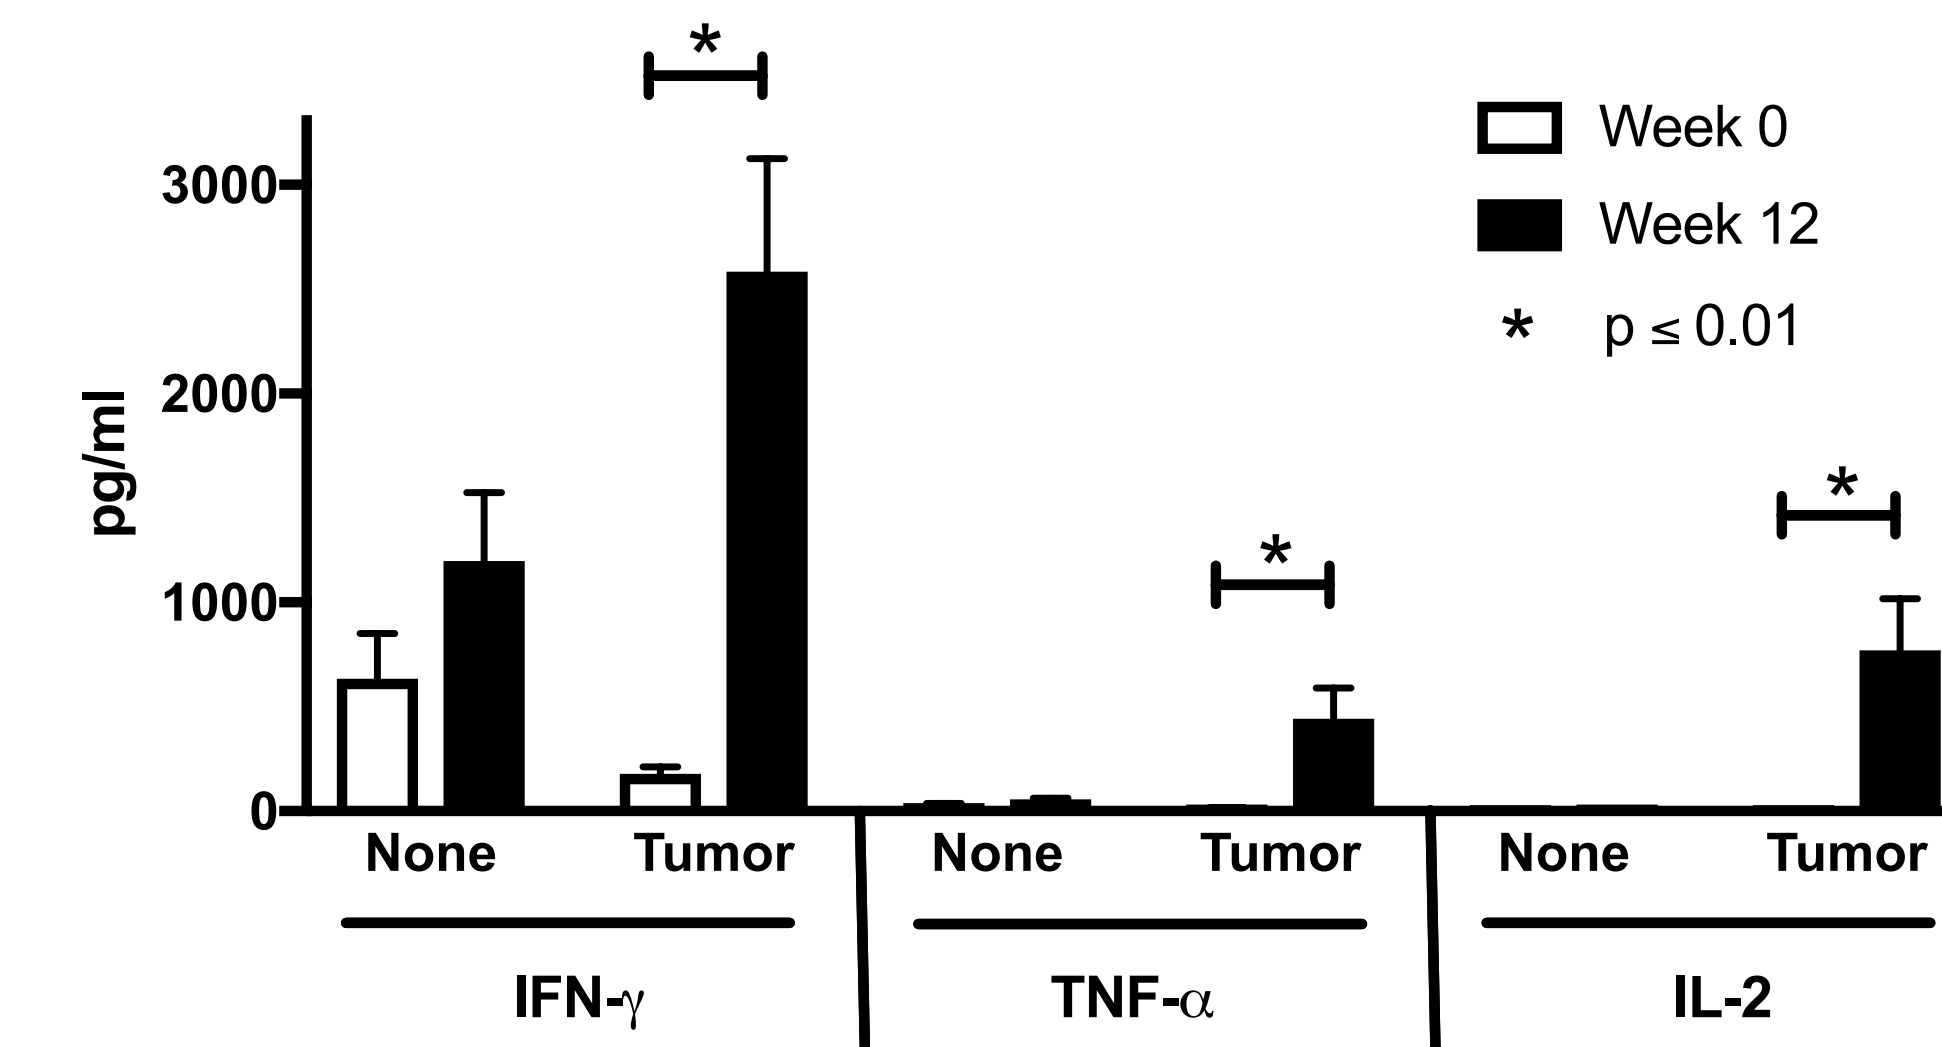 *
Week 0
3000
Week 12
* p ≤ 0.01
2000
pg/ml
*
*
1000
0
None Tumor None Tumor None Tumor
IFN-γ TNF-α IL-2